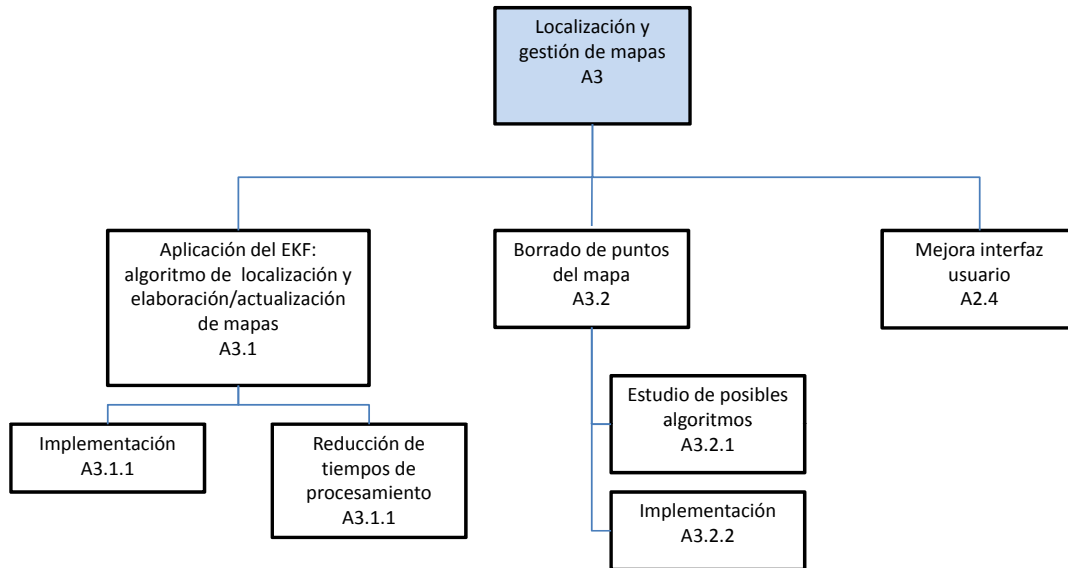 Localización y
gestión de mapas
A3
Aplicación del EKF:
algoritmo de localización y
elaboración/actualización
de mapas
A3.1
Borrado de puntos
del mapa
A3.2
Mejora interfaz
usuario
A2.4
Implementación
A3.1.1
Reducción de
tiempos de
procesamiento
A3.1.1
Estudio de posibles
algoritmos
A3.2.1
Implementación
A3.2.2